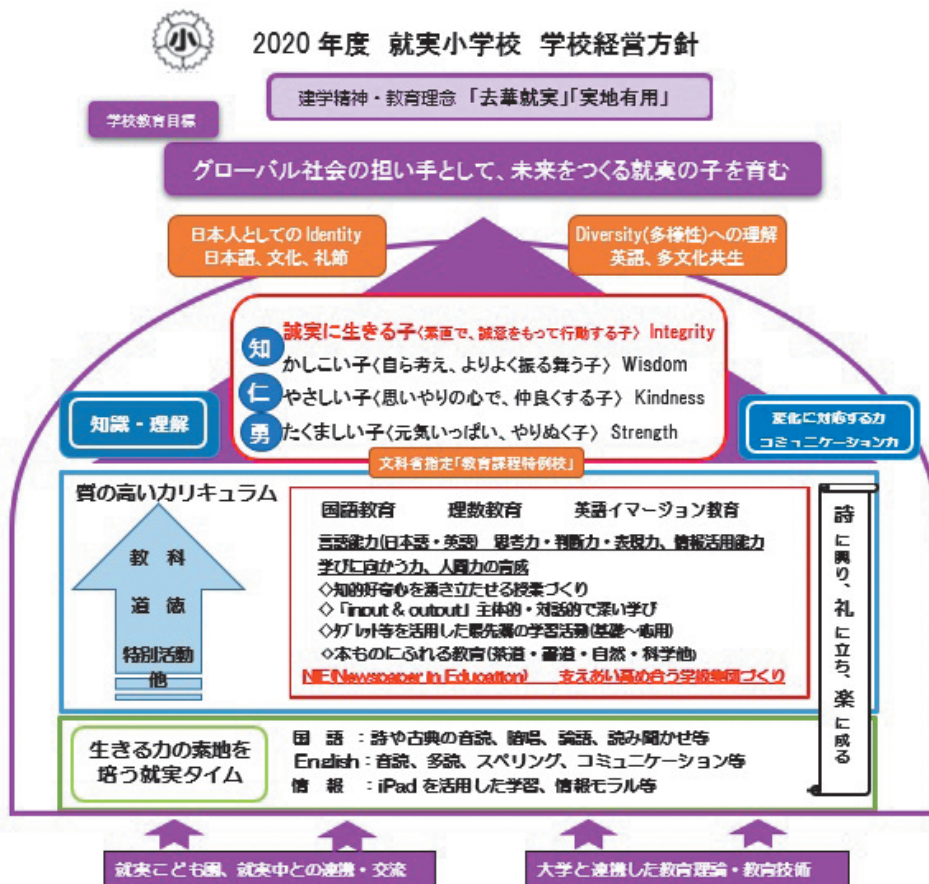 小
2020年度 就実小学校 学校経営方針
建学精神・教育理念 「去華就実」「実地有用」
学校教育目標
グローバル社会の担い手として、未来をつくる就実の子を育む
日本人としての Identity
日本語、文化、礼節
Diversity(多様性)への理解
英語、多文化共生
知
仁
勇
誠実に生きる子〈素直で、誠意をもって行動する子〉 Integrity
かしこい子〈自ら考え、よりよく振る舞う子〉 Wisdom
やさしい子〈思いやりの心で、仲良くする子〉 Kindness
たくましい子〈元気いっぱい、やりぬく子〉 Strength
知識・理解
変化に対応する力
コミュニケーション力
文科省指定「教育課程特例校」
質の高いカリキュラム
教 科
道 徳
特別活動
他
国語教育 理数教育 英語イマージョン教育
言語能力(日本語・英語) 思考力・判断力・表現力、情報活用能力
学びに向かう力、人間力の育成
◇知的好奇心を湧き立たせる授業づくり
◇「input & output」主体的・対話的で深い学び
◇タブレット等を活用した最先端の学習活動(基礎~応用)
◇本ものにふれる教育(茶道・書道・自然・科学他)
NIE(Newspaper in Education) 支えあい高め合う学級集団づくり
詩に興り、礼に立ち、楽に成る
生きる力の素地を
培う就実タイム
国 語 :詩や古典の音読、暗唱、論語、読み聞かせ等
English:音読、多読、スペリング、コミュニケーション等
情 報 :iPad を活用した学習、情報モラル等
就実こども園、就実中との連携・交流
大学と連携した教育理論・教育技術